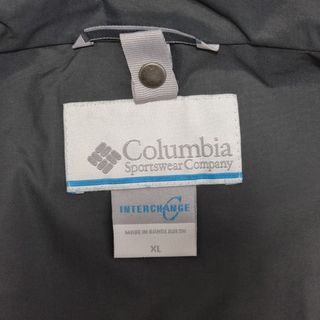 Columbia
Sportswear Company
INTERCHANGE
MADE IN BANGLADESH
XL